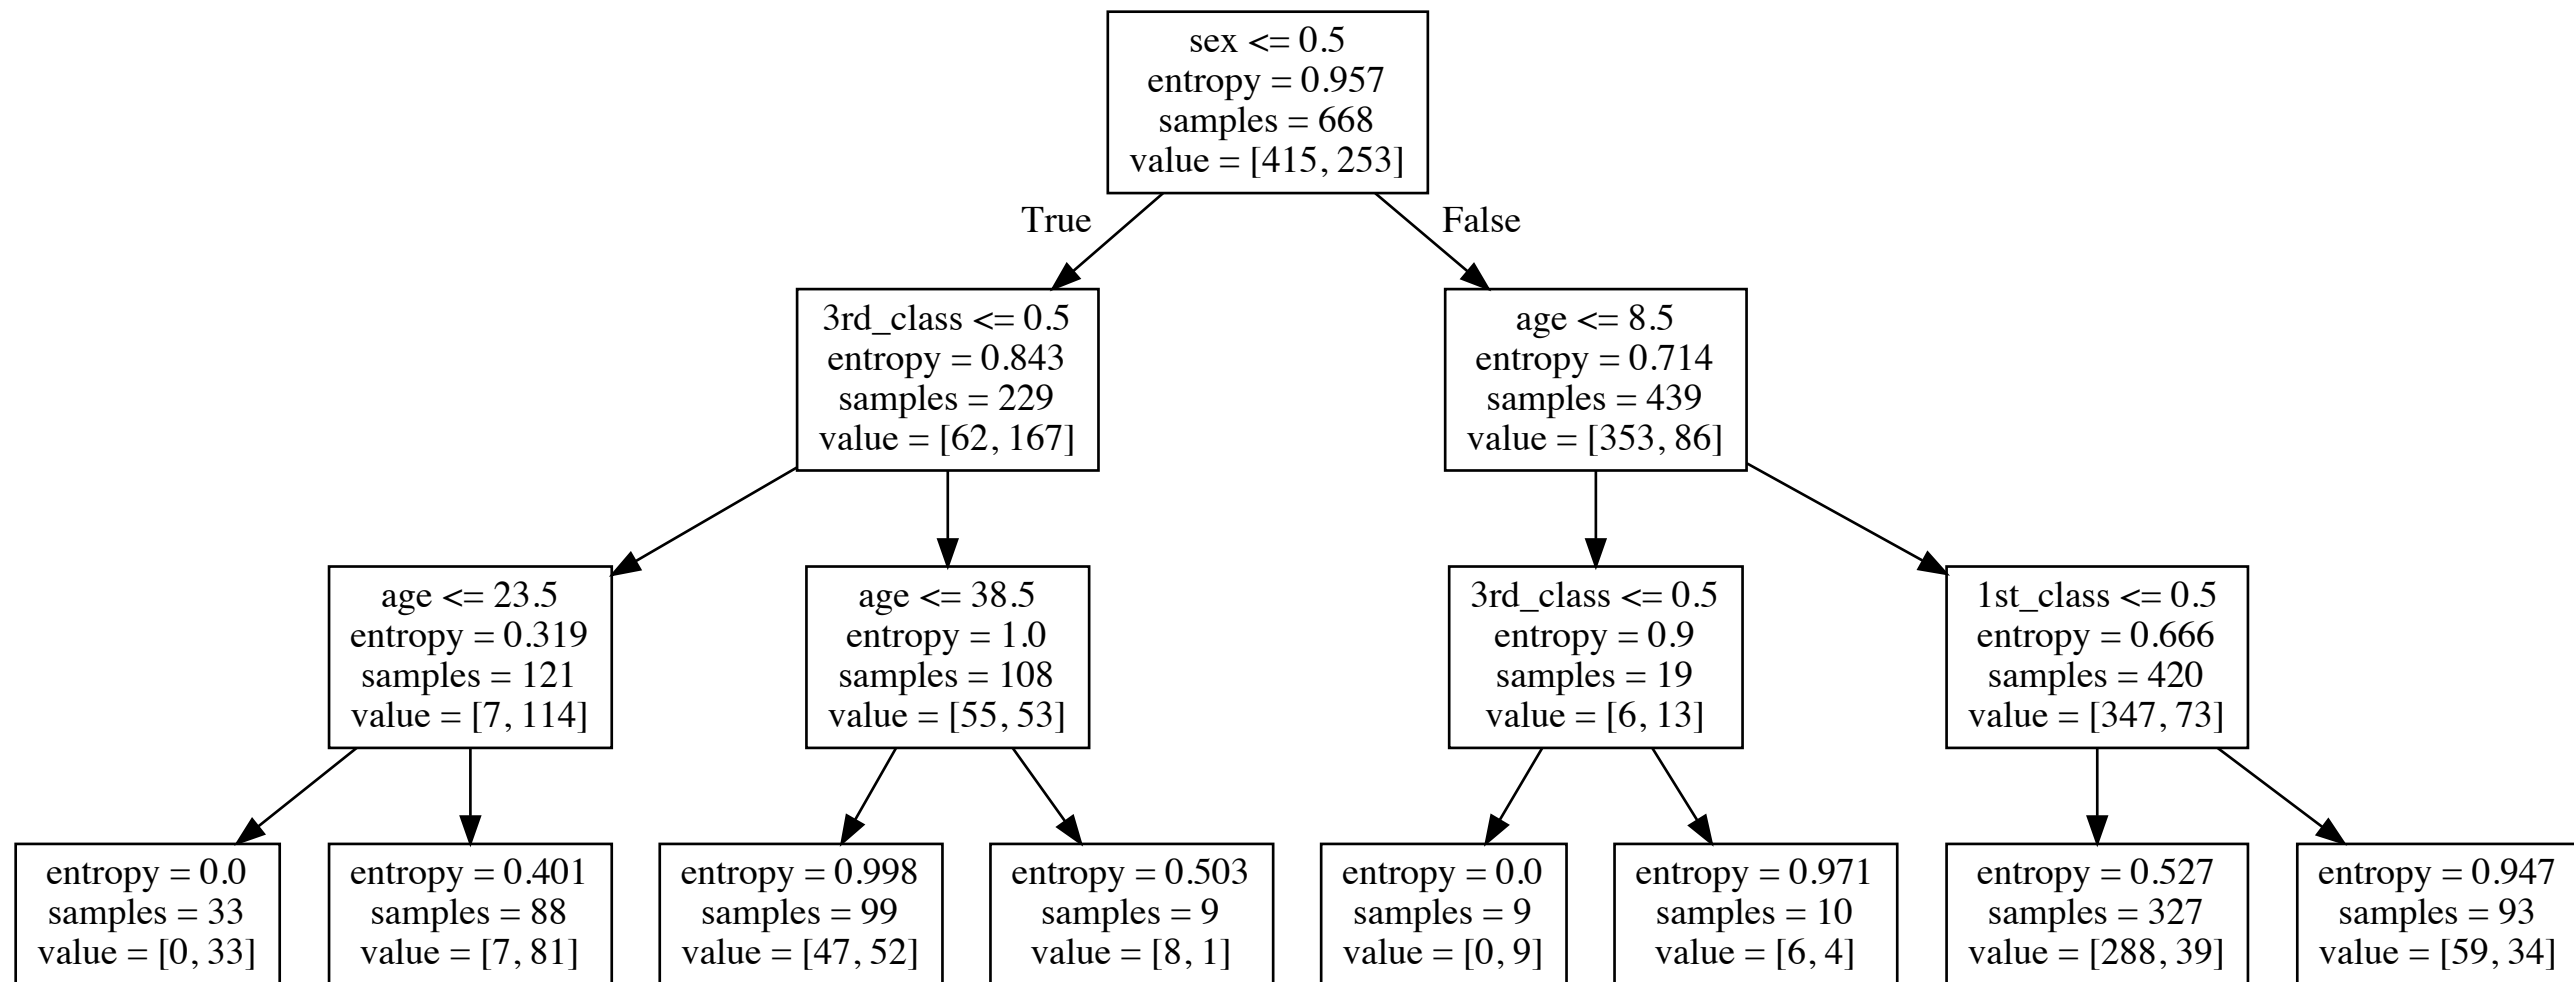 sex <= 0.5
entropy = 0.957
samples = 668
value = [415, 253]
True
False
3rd_class <= 0.5
entropy = 0.843
samples = 229
value = [62, 167]
age <= 8.5
entropy = 0.714
samples = 439
value = [353, 86]
age <= 23.5
entropy = 0.319
samples = 121
value = [7, 114]
age <= 38.5
entropy = 1.0
samples = 108
value = [55, 53]
3rd_class <= 0.5
entropy = 0.9
samples = 19
value = [6, 13]
1st_class <= 0.5
entropy = 0.666
samples = 420
value = [347, 73]
entropy = 0.0
samples = 33
value = [0, 33]
entropy = 0.401
samples = 88
value = [7, 81]
entropy = 0.998
samples = 99
value = [47, 52]
entropy = 0.503
samples = 9
value = [8, 1]
entropy = 0.0
samples = 9
value = [0, 9]
entropy = 0.971
samples = 10
value = [6, 4]
entropy = 0.527
samples = 327
value = [288, 39]
entropy = 0.947
samples = 93
value = [59, 34]